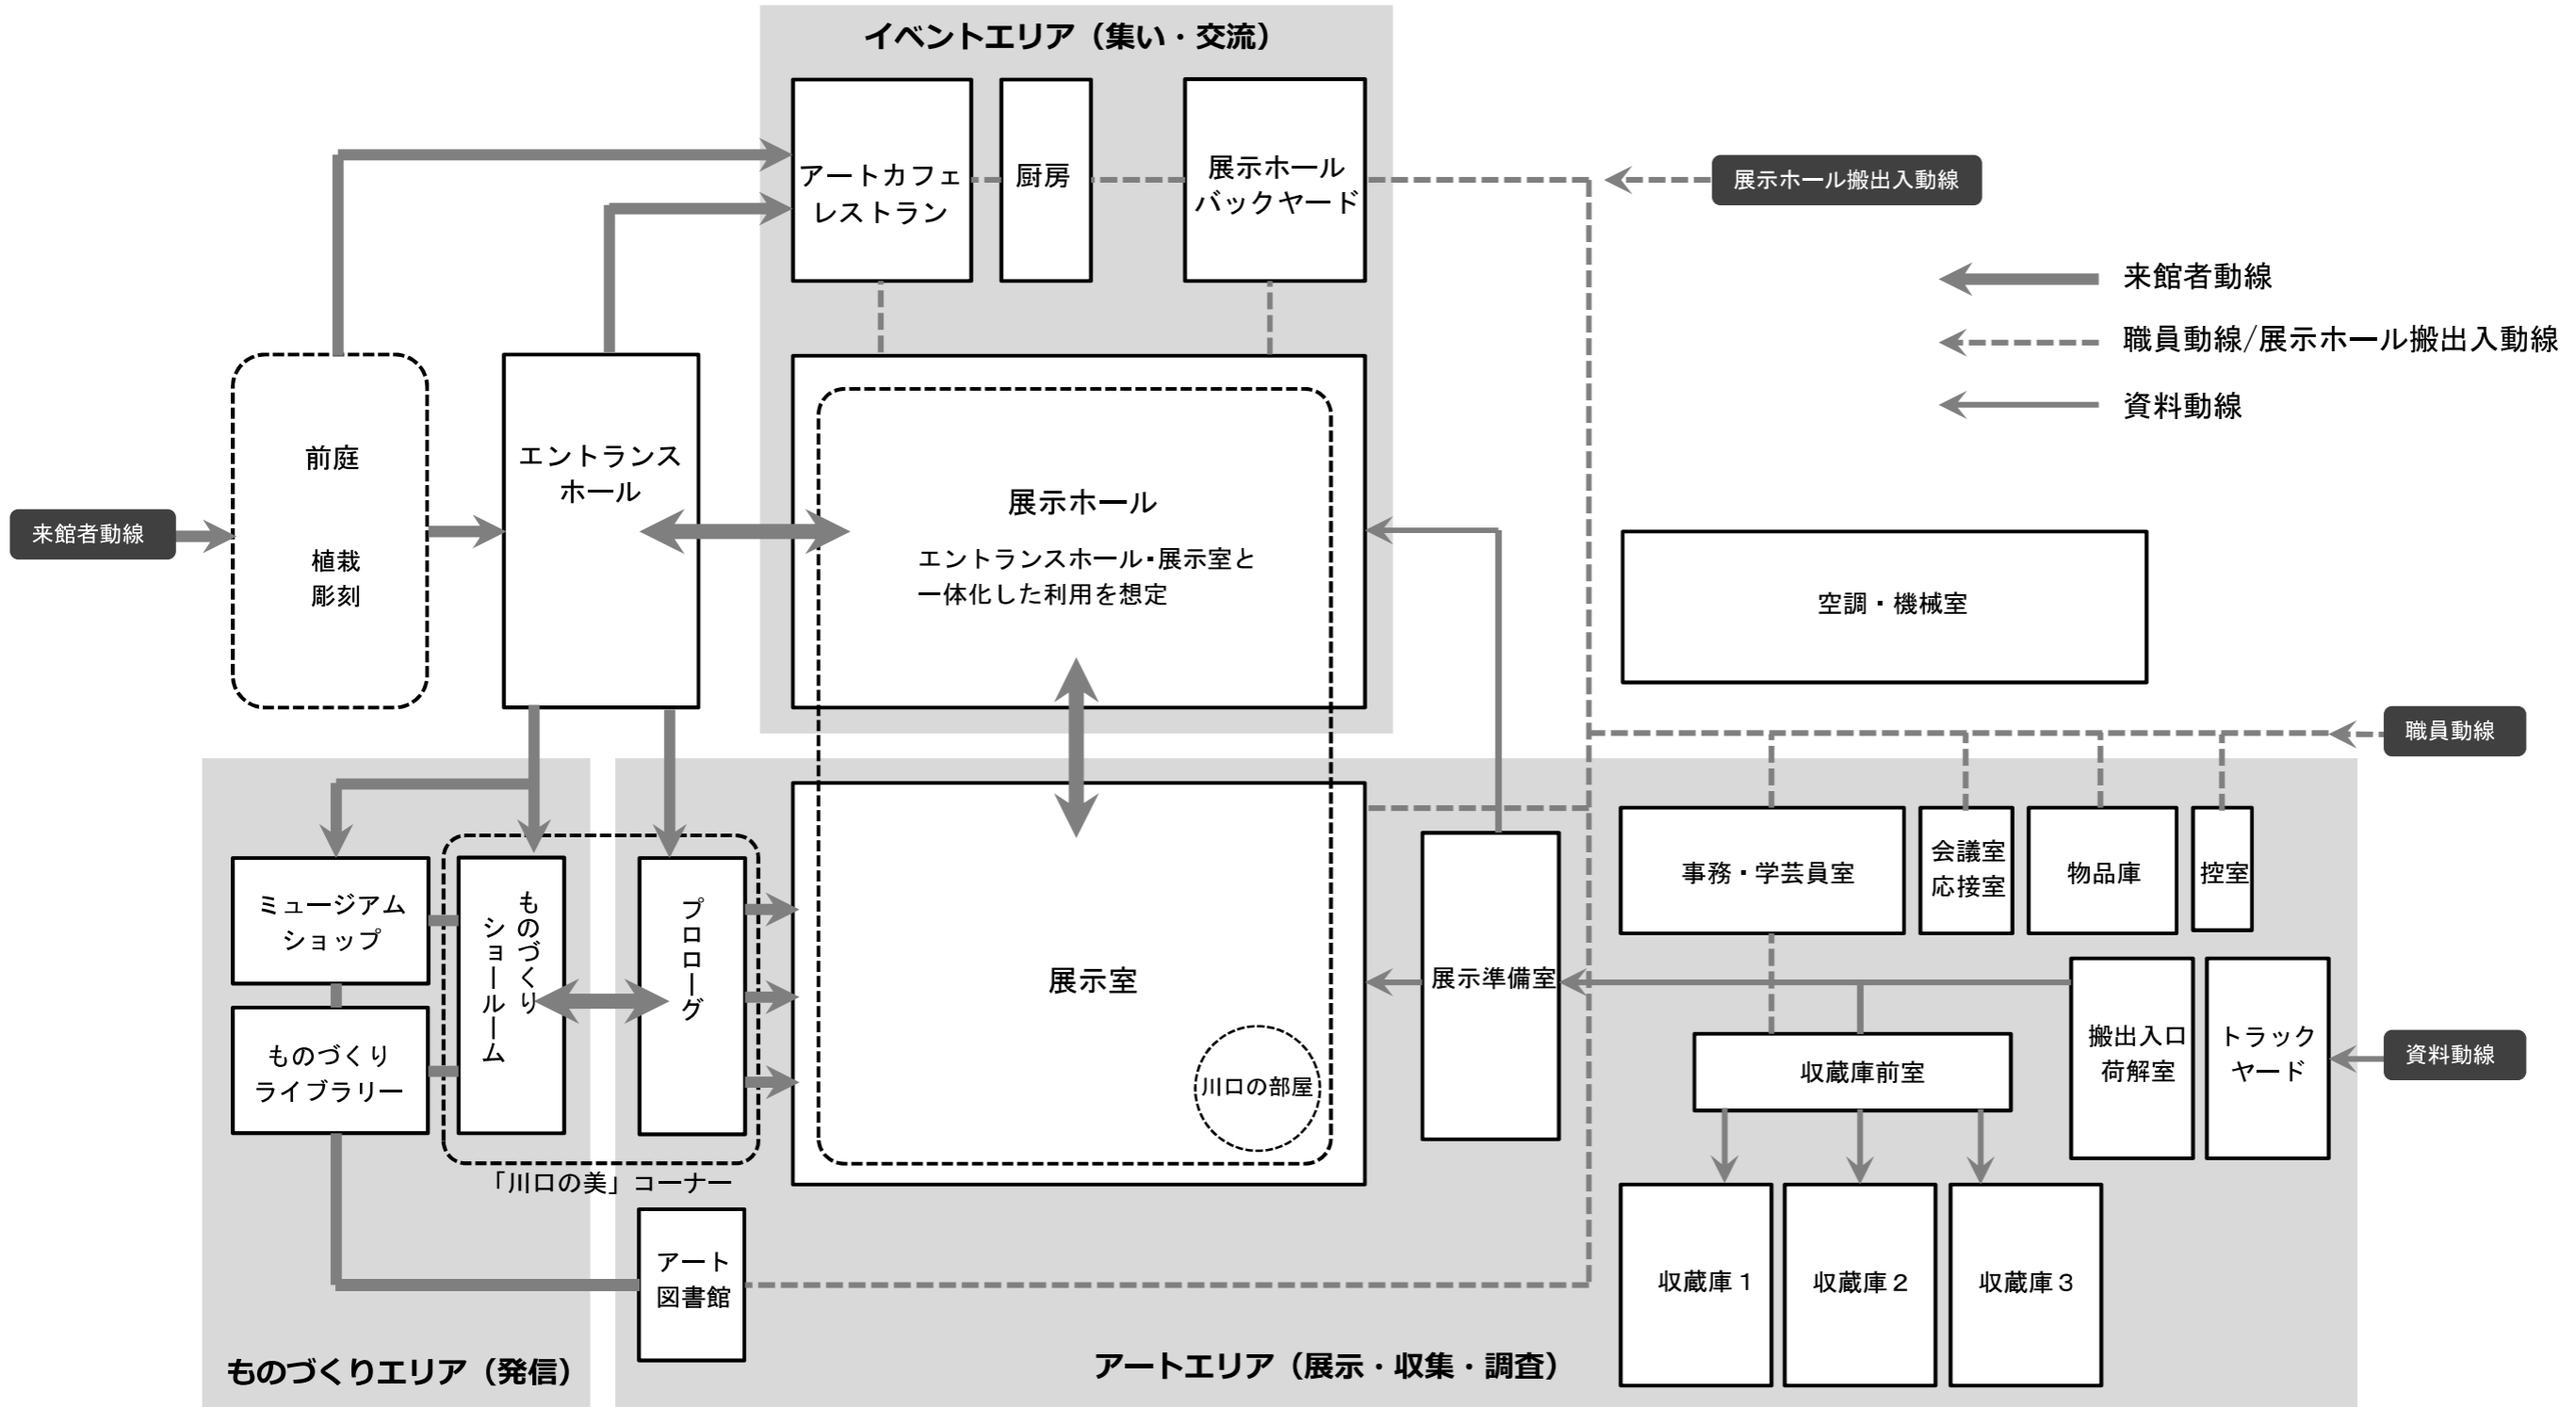 イベントエリア（集い・交流）
アートカフェ
レストラン
厨房
展示ホール
バックヤード
展示ホール搬出入動線
来館者動線
職員動線/展示ホール搬出入動線
資料動線
来館者動線
前庭
植栽
彫刻
エントランス
ホール
展示ホール
エントランスホール・展示室と
一体化した利用を想定
空調・機械室
職員動線
ミュージアム
ショップ
ものづくり
ライブラリー
ものづくり
ショールーム
プロローグ
「川口の美」コーナー
展示室
川口の部屋
展示準備室
事務・学芸員室
会議室
応接室
物品庫
控室
収蔵庫前室
搬出入口
荷解室
トラック
ヤード
資料動線
収蔵庫１
収蔵庫２
収蔵庫３
アート
図書館
ものづくりエリア（発信）
アートエリア（展示・収集・調査）